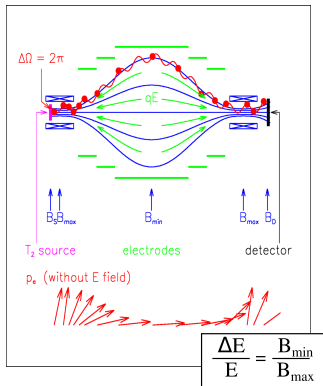 ΔΩ = 2π
qE
B_S B_max B_min B_max B_D
T_2 source electrodes detector
p_e (without E field)
ΔE/E = B_min/B_max